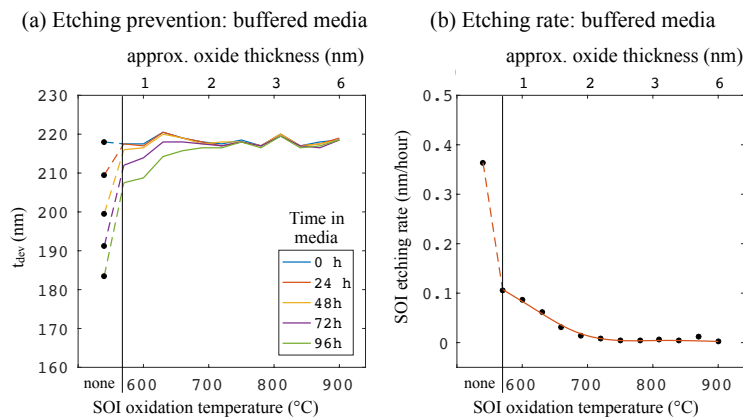 (a) Etching prevention: buffered media
approx. oxide thickness (nm)
1 2 3 6
230
220
210
200
190
180
170
160
t_dev (nm)
Time in
media
0 h
24 h
48h
72h
96h
none 600 700 800 900
SOI oxidation temperature (°C)
(b) Etching rate: buffered media
approx. oxide thickness (nm)
1 2 3 6
0.5
0.4
0.3
0.2
0.1
0
SOI etching rate (nm/hour)
none 600 700 800 900
SOI oxidation temperature (°C)